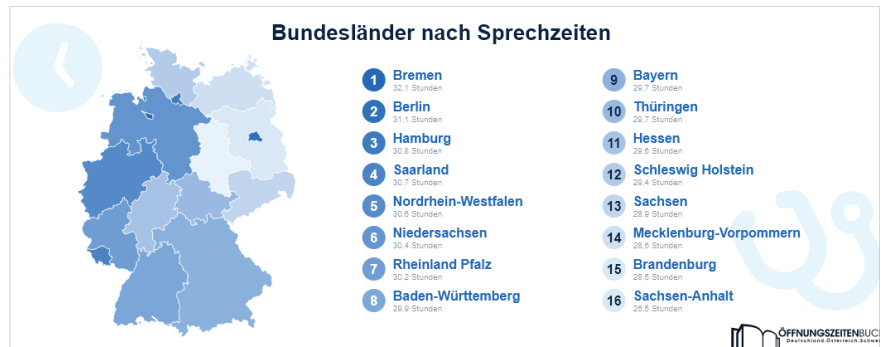 Bundesländer nach Sprechzeiten
1 Bremen
32,1 Stunden
2 Berlin
31,1 Stunden
3 Hamburg
30,8 Stunden
4 Saarland
30,7 Stunden
5 Nordrhein-Westfalen
30,6 Stunden
6 Niedersachsen
30,4 Stunden
7 Rheinland Pfalz
30,2 Stunden
8 Baden-Württemberg
29,9 Stunden
9 Bayern
29,7 Stunden
10 Thüringen
29,7 Stunden
11 Hessen
29,6 Stunden
12 Schleswig Holstein
29,4 Stunden
13 Sachsen
28,9 Stunden
14 Mecklenburg-Vorpommern
28,6 Stunden
15 Brandenburg
Stunden
16 Sachsen-Anhalt
Stunden
ÖFFNUNGSZEITENBUC
Deutschland.Österreich.Schwei